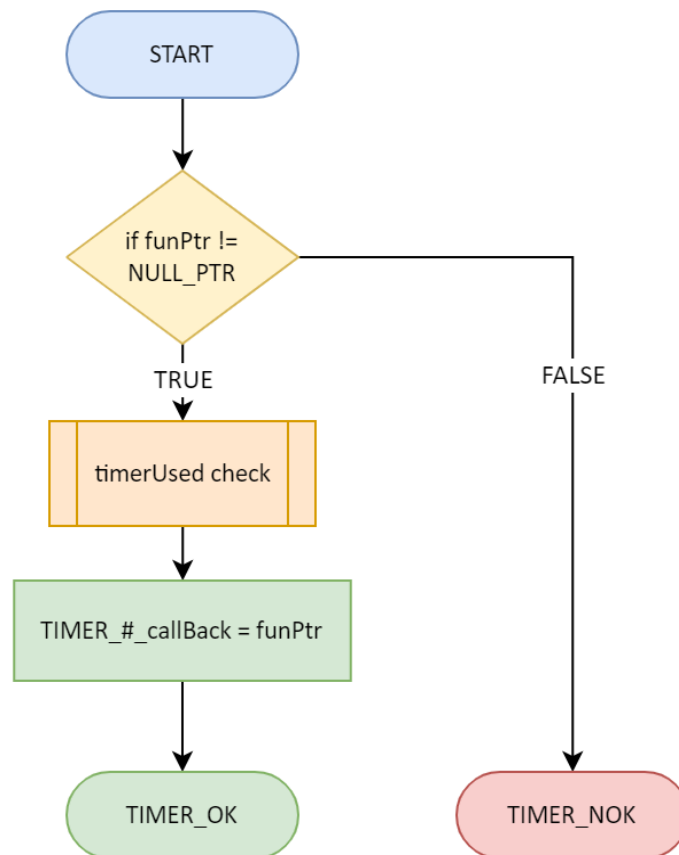 START
if funPtr !=
NULL_PTR
TRUE
FALSE
timerUsed check
TIMER_#_callBack = funPtr
TIMER_OK
TIMER_NOK